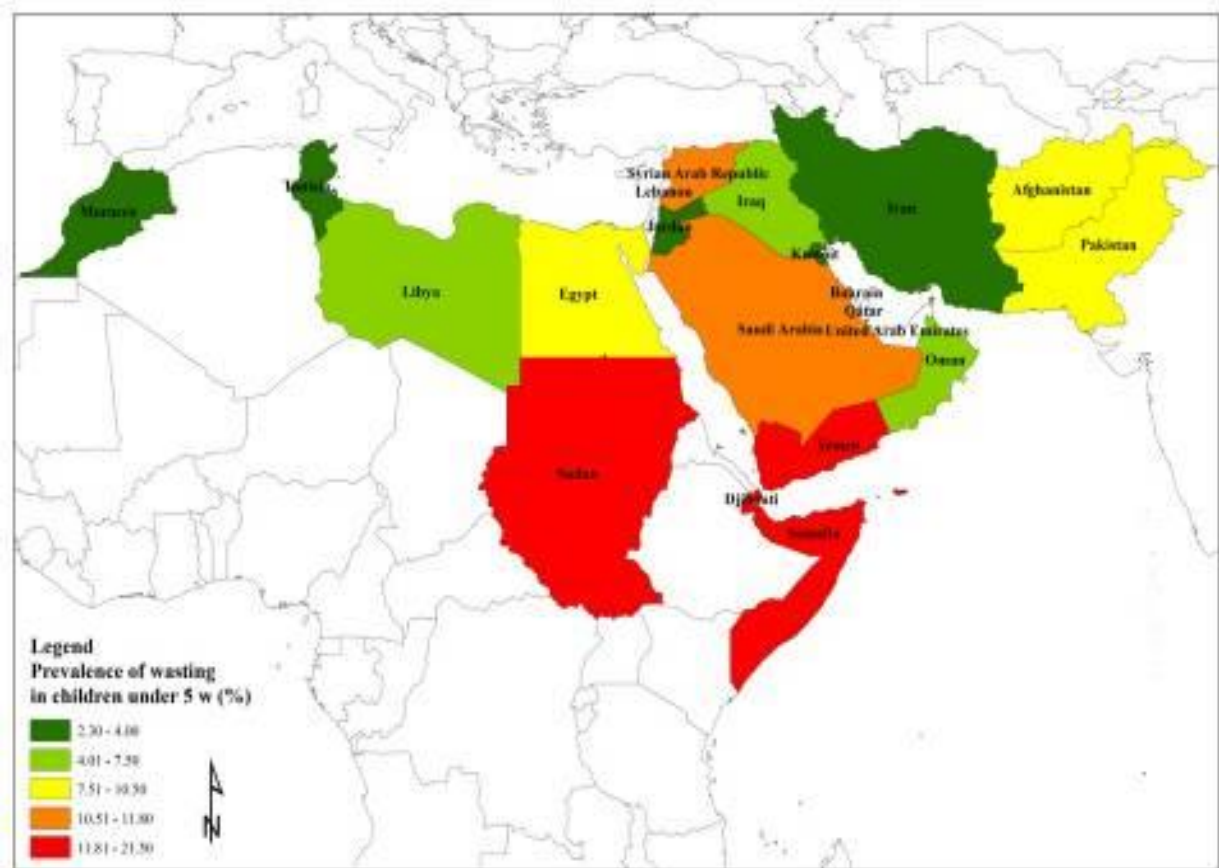 Syrian Arab Republic
Lebanon
Afghanistan
Morocco
Tunisia
Iraq
Iran
Jordan
Pakistan
Kuwait
Libya
Egypt
Bahrain
Qatar
Saudi Arabia
United Arab Emirates
Oman
Yemen
Sudan
Djibouti
Somalia
Legend
Prevalence of wasting
in children under 5 w (%)
2.30 - 4.00
4.01 - 7.50
7.51 - 10.50
10.51 - 11.80
11.81 - 21.50
N